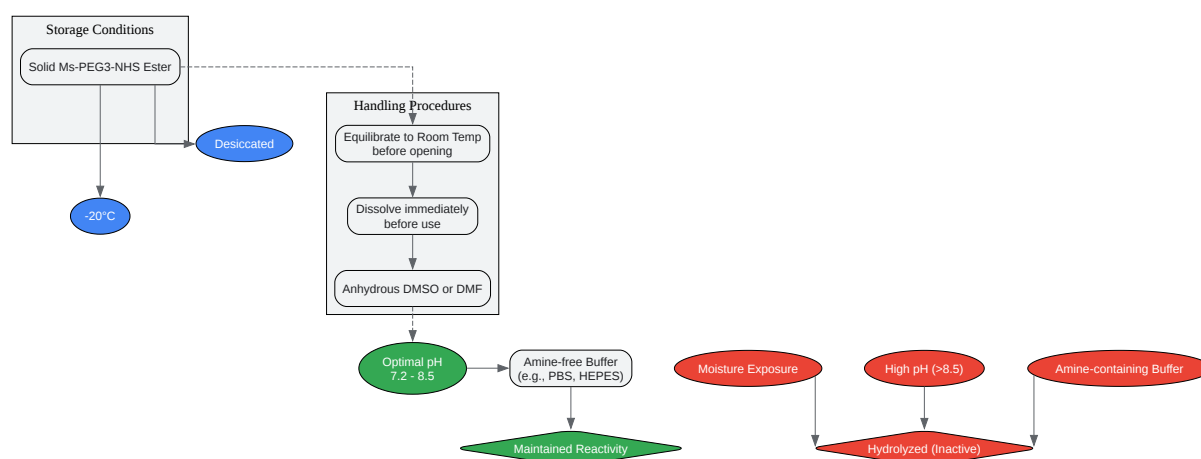 Storage Conditions
Solid Ms-PEG3-NHS Ester
Desiccated
-20°C
Handling Procedures
Equilibrate to Room Temp
before opening
Dissolve immediately
before use
Anhydrous DMSO or DMF
Optimal pH
7.2 - 8.5
Amine-free Buffer
(e.g., PBS, HEPES)
Maintained Reactivity
Moisture Exposure
High pH (>8.5)
Amine-containing Buffer
Hydrolyzed (Inactive)